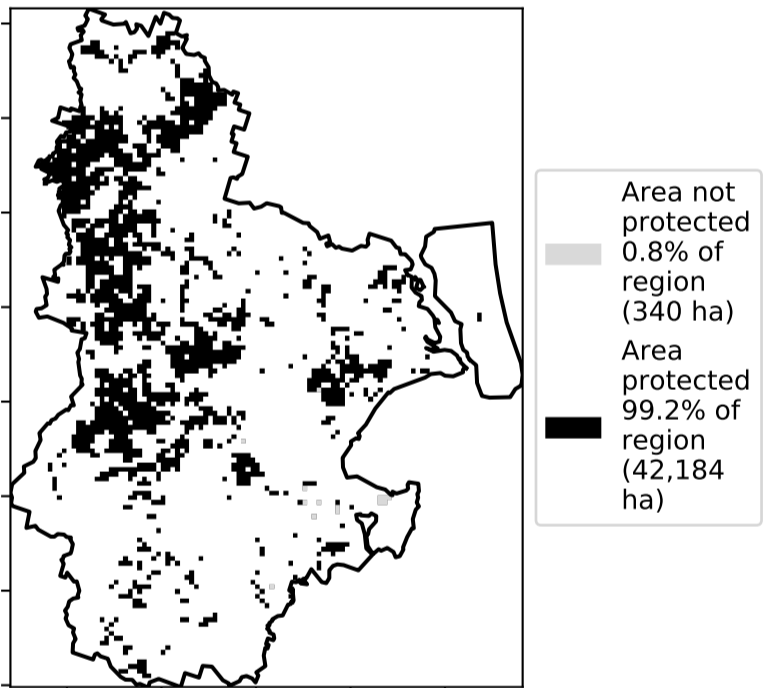 Area not
protected
0.8% of
region
(340 ha)
Area
protected
99.2% of
region
(42,184
ha)